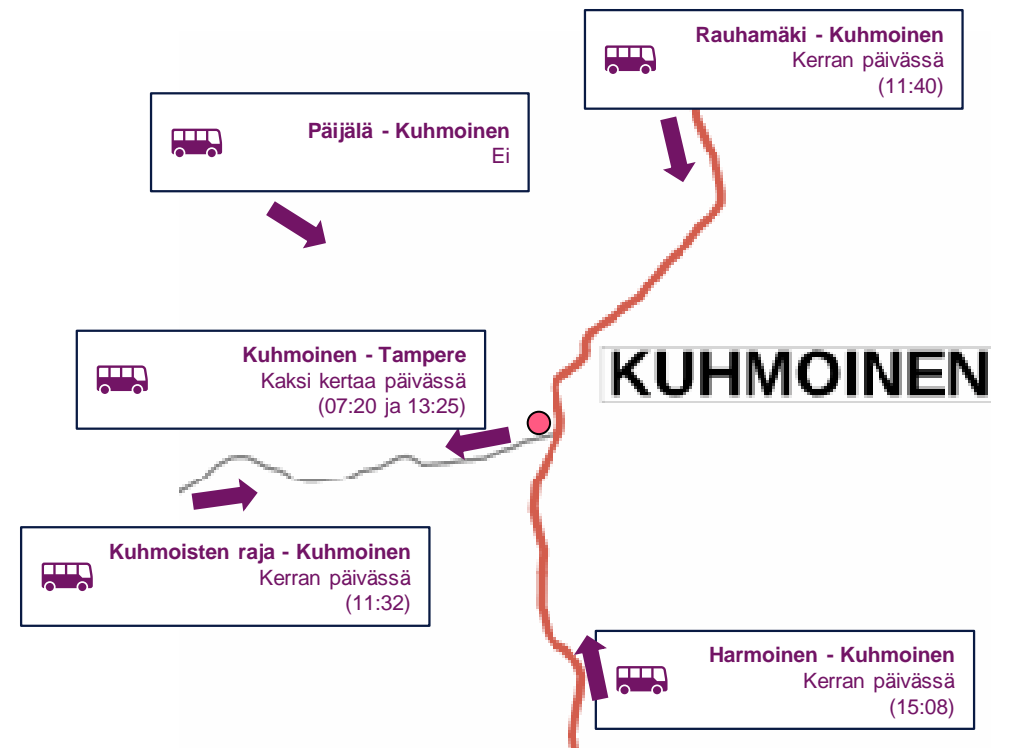 Rauhamäki - Kuhmoinen
Kerran päivässä
(11:40)
Päijälä - Kuhmoinen
Ei
Kuhmoinen - Tampere
Kaksi kertaa päivässä
(07:20 ja 13:25)
KUHMOINEN
Kuhmoisten raja - Kuhmoinen
Kerran päivässä
(11:32)
Harmoinen - Kuhmoinen
Kerran päivässä
(15:08)